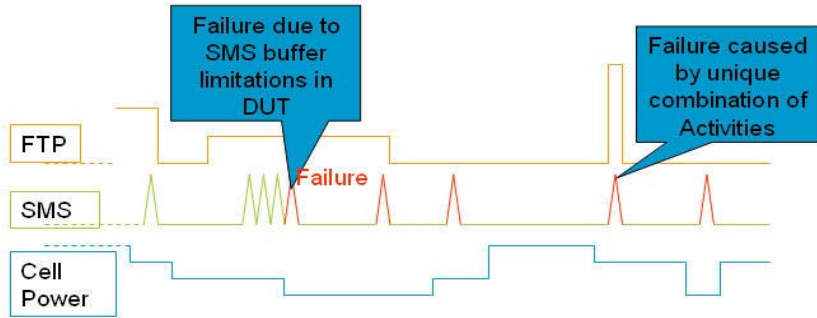 Failure due to
SMS buffer
limitations in
DUT
Failure caused
by unique
combination of
Activities
FTP
Failure
SMS
Cell
Power